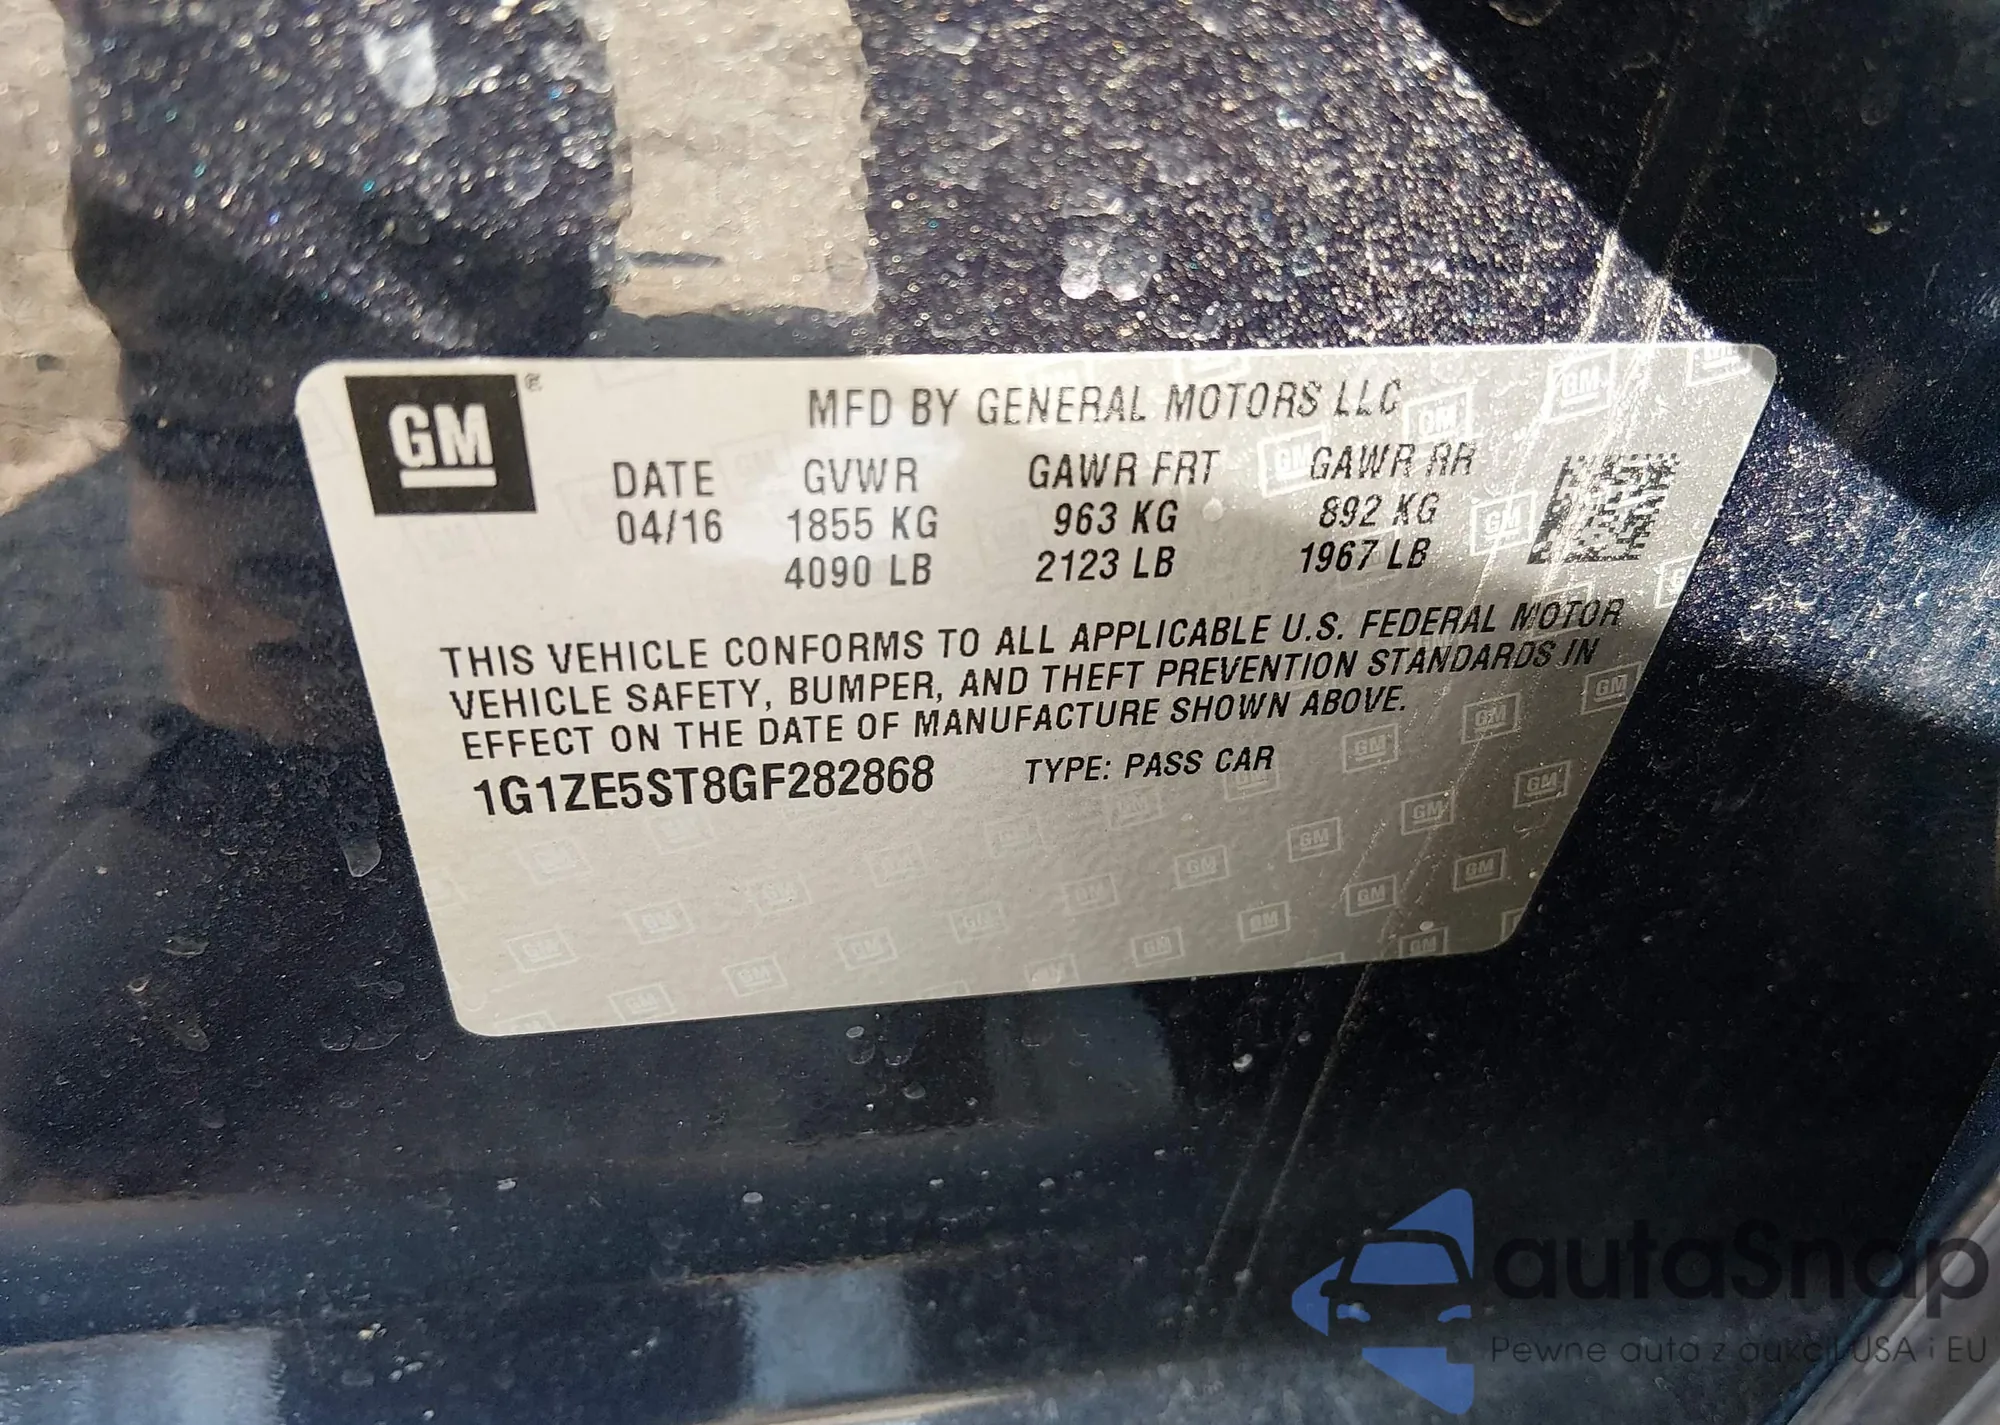 GM®
MFD BY GENERAL MOTORS LLC
DATE GVWR GAWR FRT GAWR RR
04/16 1855 KG 963 KG 892 KG
4090 LB 2123 LB 1967 LB
THIS VEHICLE CONFORMS TO ALL APPLICABLE U.S. FEDERAL MOTOR
VEHICLE SAFETY, BUMPER, AND THEFT PREVENTION STANDARDS IN
EFFECT ON THE DATE OF MANUFACTURE SHOWN ABOVE.
1G1ZE5ST8GF282868 TYPE: PASS CAR
autaSnap
Pewne auta z aukcji USA i EU